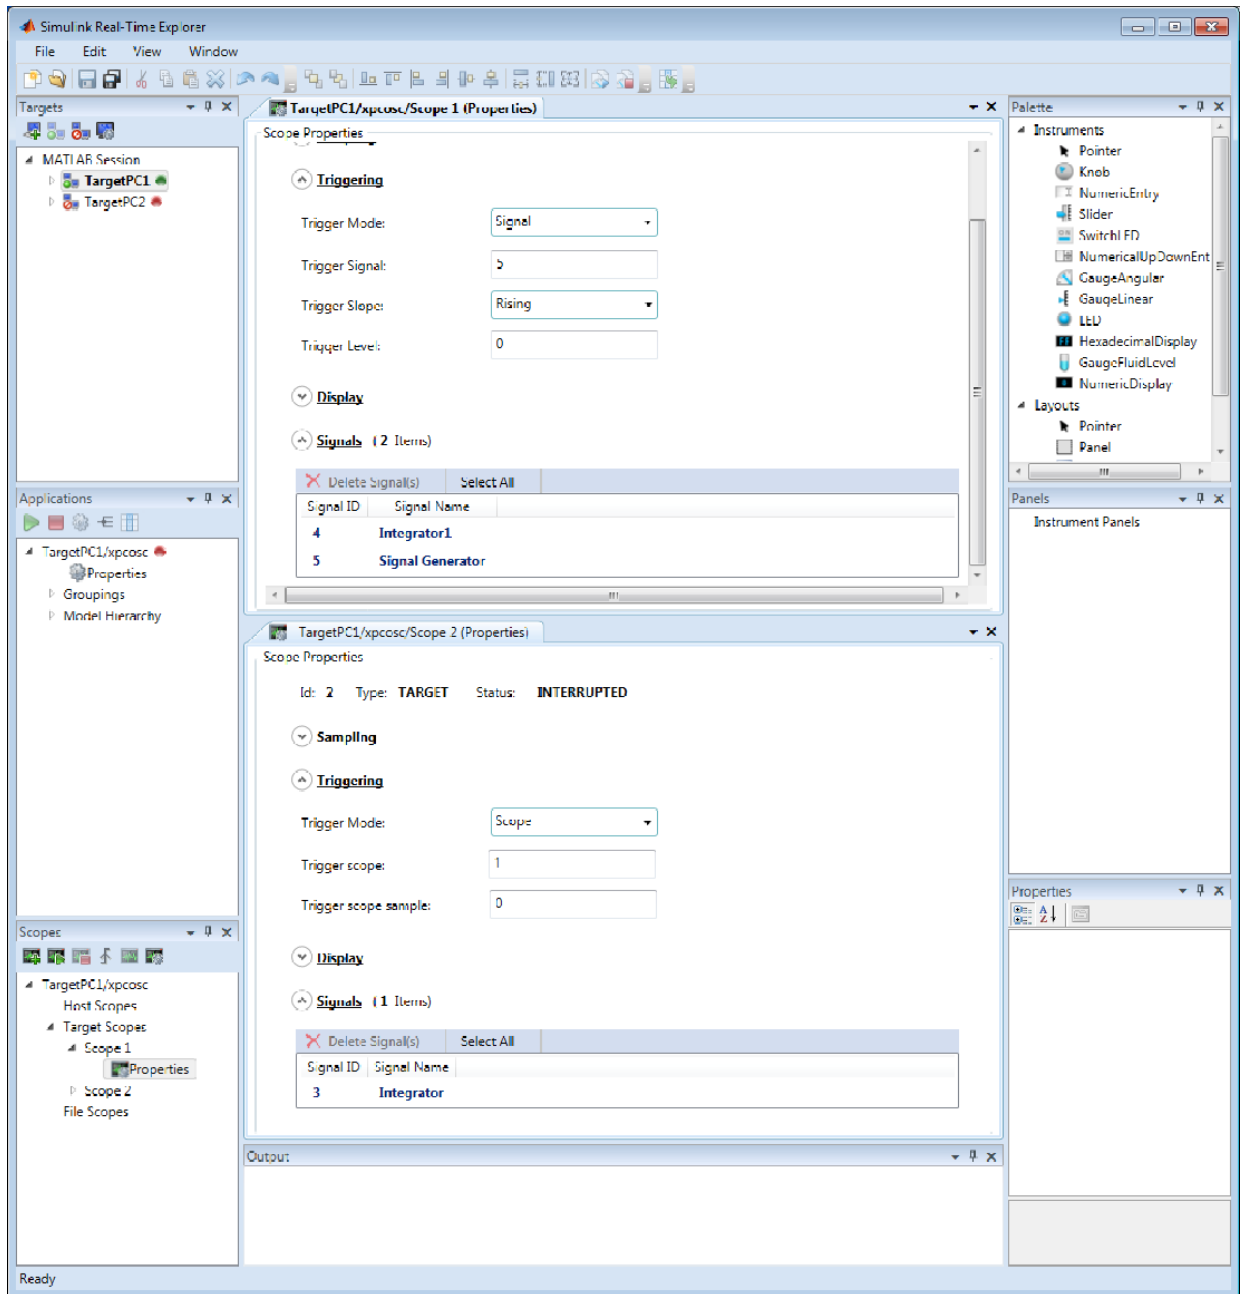 Simulink Real-Time Explorer
File Edit View Window
Targets
MATLAB Session
TargetPC1
TargetPC2
Applications
TargetPC1/xpcosc
Properties
Groupings
Model Hierarchy
Scopes
TargetPC1/xpcosc
Host Scopes
Target Scopes
Scope 1
Properties
Scope 2
File Scopes
TargetPC1/xpcosc/Scope 1 (Properties)
Scope Properties
Triggering
Trigger Mode: Signal
Trigger Signal: 5
Trigger Slope: Rising
Trigger Level: 0
Display
Signals (2 Items)
Delete Signal(s) Select All
Signal ID Signal Name
4 Integrator1
5 Signal Generator
TargetPC1/xpcosc/Scope 2 (Properties)
Scope Properties
Id: 2 Type: TARGET Status: INTERRUPTED
Sampling
Triggering
Trigger Mode: Scope
Trigger scope: 1
Trigger scope sample: 0
Display
Signals (1 Items)
Delete Signal(s) Select All
Signal ID Signal Name
3 Integrator
Output
Palette
Instruments
Pointer
Knob
NumericEntry
Slider
SwitchLED
NumericalUpDownEnt
GaugeAngular
GaugeLinear
LED
HexadecimalDisplay
GaugeFluidLevel
NumericDisplay
Layouts
Pointer
Panel
Panels
Instrument Panels
Properties
Ready